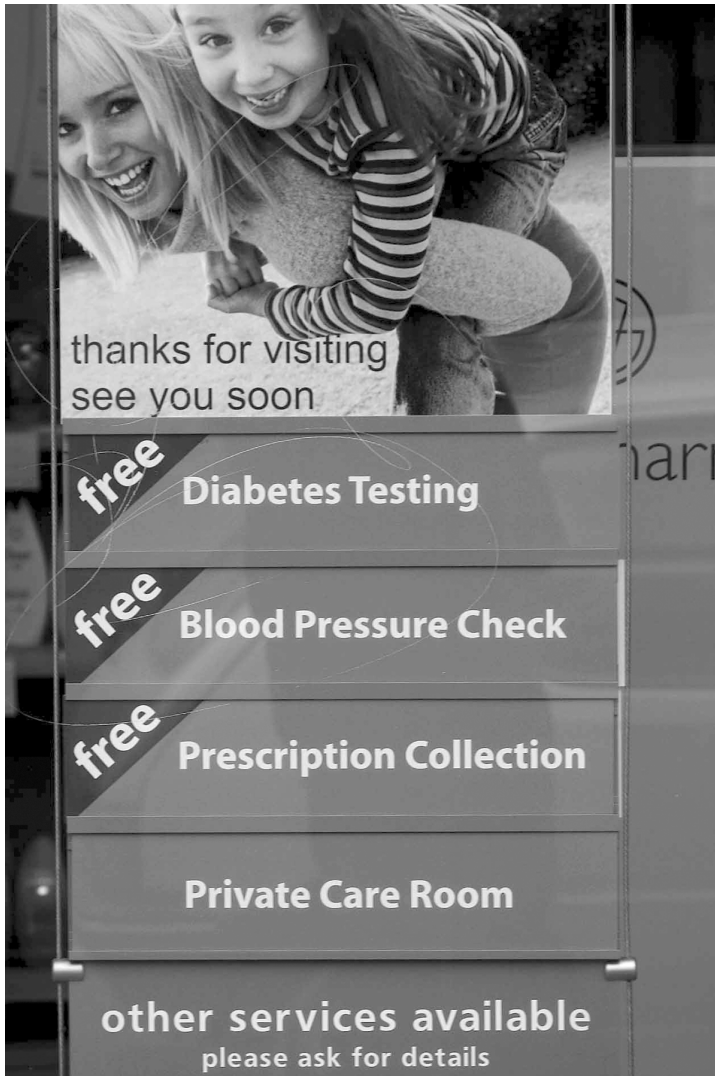 thanks for visiting
see you soon
free
Diabetes Testing
free
Blood Pressure Check
free
Prescription Collection
Private Care Room
other services available
please ask for details